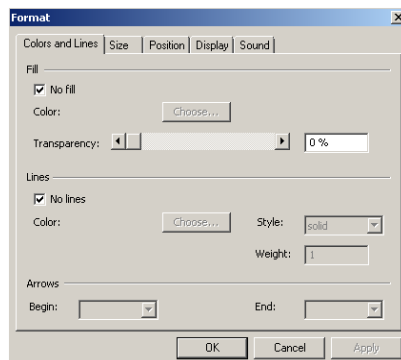 Format
Colors and Lines Size Position Display Sound
Fill
No fill
Color: Choose...
Transparency: 0 %
Lines
No lines
Color: Choose... Style: solid
Weight: 1
Arrows
Begin: End:
OK Cancel Apply